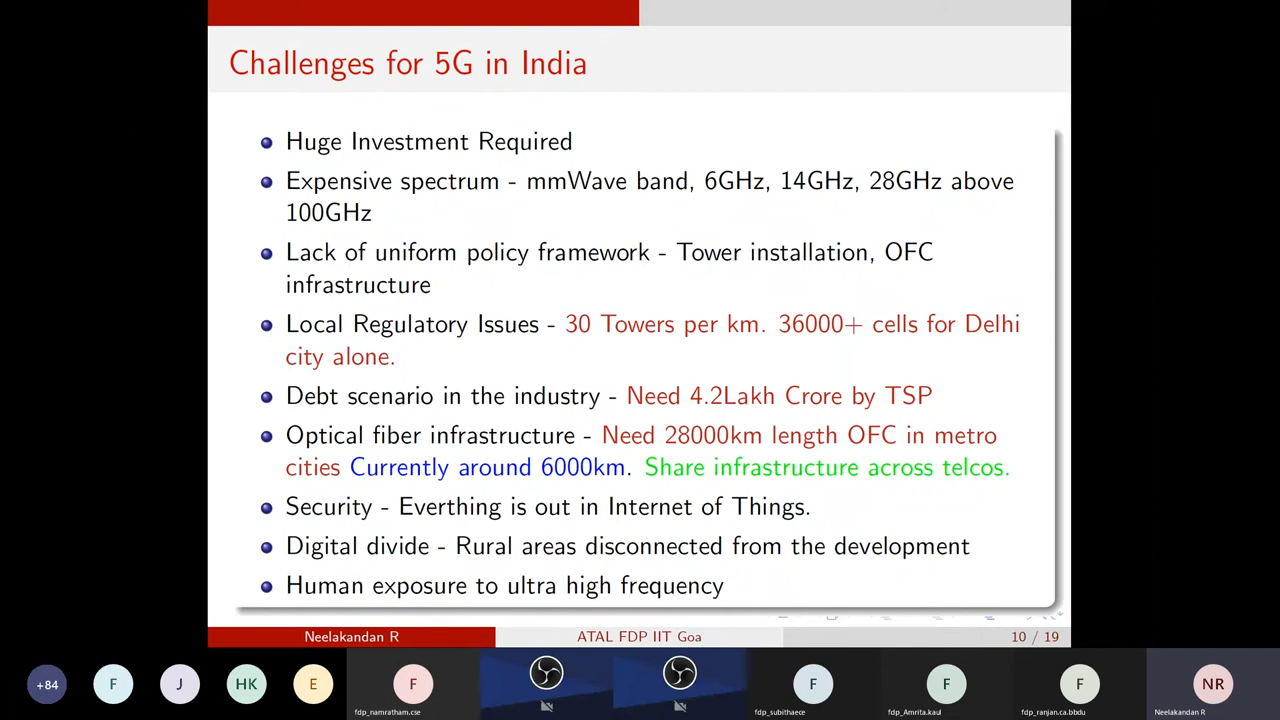 Challenges for 5G in India
Huge Investment Required
Expensive spectrum - mmWave band, 6GHz, 14GHz, 28GHz above
100GHz
Lack of uniform policy framework - Tower installation, OFC
infrastructure
Local Regulatory Issues - 30 Towers per km. 36000+ cells for Delhi
city alone.
Debt scenario in the industry - Need 4.2Lakh Crore by TSP
Optical fiber infrastructure - Need 28000km length OFC in metro
cities Currently around 6000km. Share infrastructure across telcos.
Security - Everthing is out in Internet of Things.
Digital divide - Rural areas disconnected from the development
Human exposure to ultra high frequency
Neelakandan R ATAL FDP IIT Goa 10 / 19
+84 F J HK E F F F F NR
fdp_namratham.cse fdp_subithaece fdp_Amrita.kaul fdp_ranjan.ca.bbdu Neelakandan R